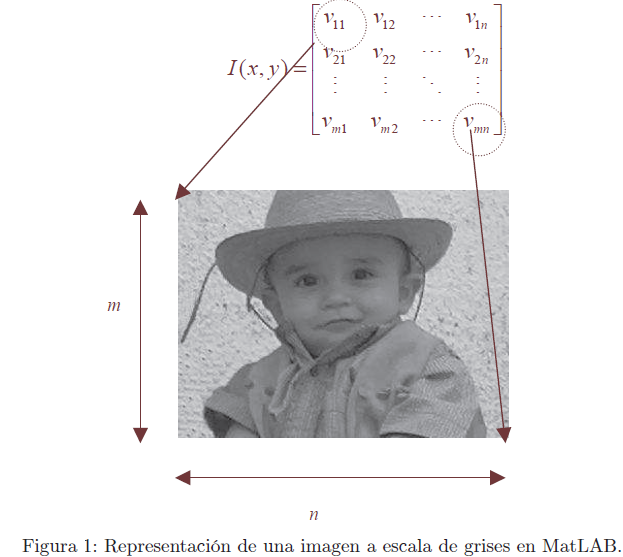 v11 v12 ⋯ v1n
I(x, y) = v21 v22 ⋯ v2n
⋮ ⋮ ⋱ ⋮
vm1 vm2 ⋯ vmn
m
n
Figura 1: Representación de una imagen a escala de grises en MatLAB.